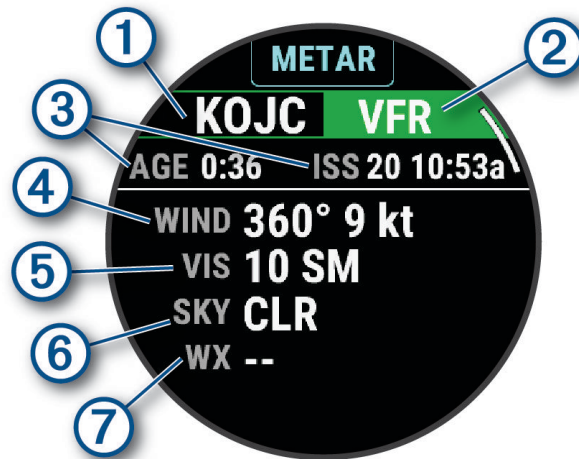 METAR
1
2
KOJC VFR
3
AGE 0:36 ISS 20 10:53a
4
WIND 360° 9 kt
5
VIS 10 SM
6
SKY CLR
7
WX --